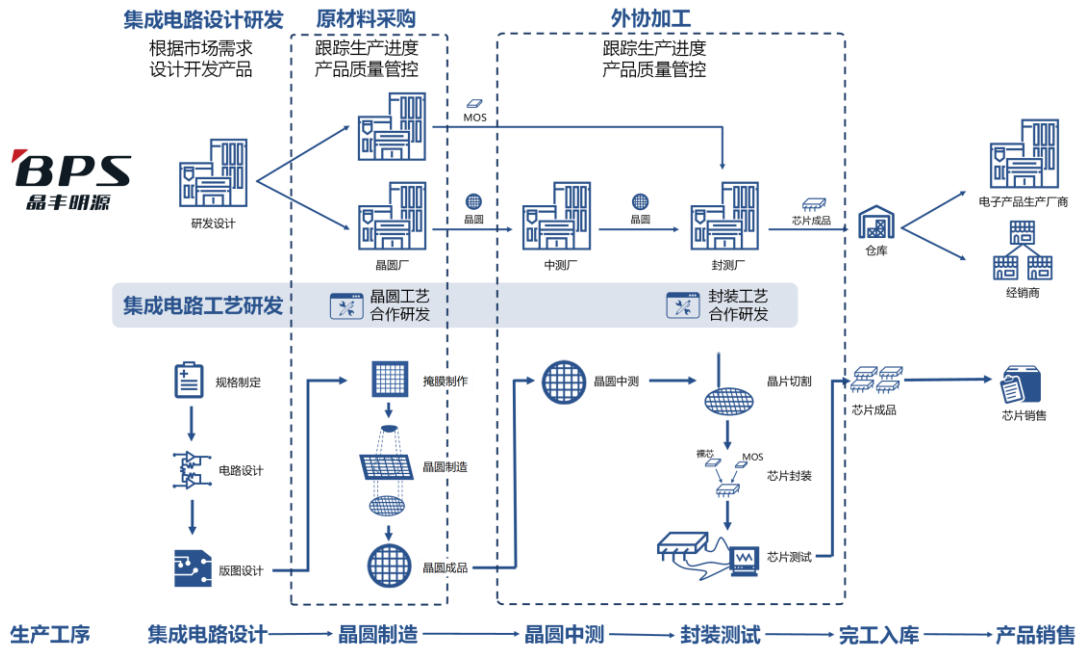 集成电路设计研发
原材料采购
外协加工
根据市场需求
设计开发产品
跟踪生产进度
产品质量管控
跟踪生产进度
产品质量管控
MOS
BPS
晶丰明源
研发设计
晶圆
晶圆
芯片成品
电子产品生产厂商
晶圆厂
中测厂
封测厂
仓库
经销商
集成电路工艺研发
晶圆工艺
合作研发
封装工艺
合作研发
规格制定
掩膜制作
晶圆中测
晶片切割
芯片成品
芯片销售
电路设计
晶圆制造
裸芯
MOS
芯片封装
版图设计
晶圆成品
芯片测试
生产工序
集成电路设计
晶圆制造
晶圆中测
封装测试
完工入库
产品销售